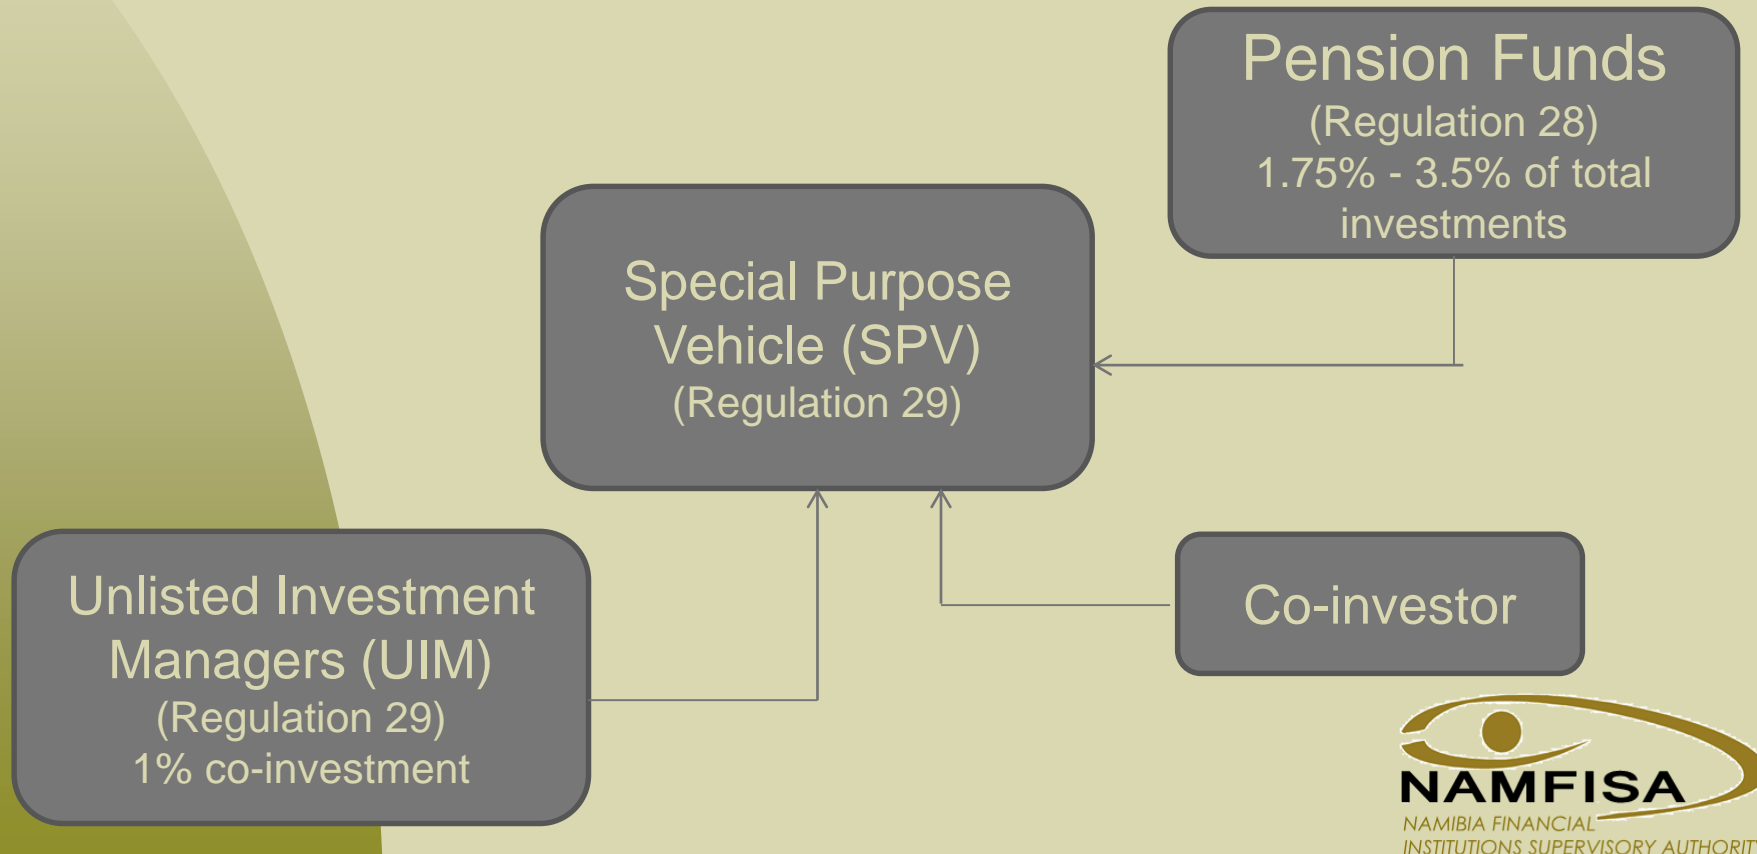 Pension Funds
(Regulation 28)
1.75% - 3.5% of total
investments
Special Purpose
Vehicle (SPV)
(Regulation 29)
Unlisted Investment
Managers (UIM)
(Regulation 29)
1% co-investment
Co-investor
NAMFISA
NAMIBIA FINANCIAL
INSTITUTIONS SUPERVISORY AUTHORIT